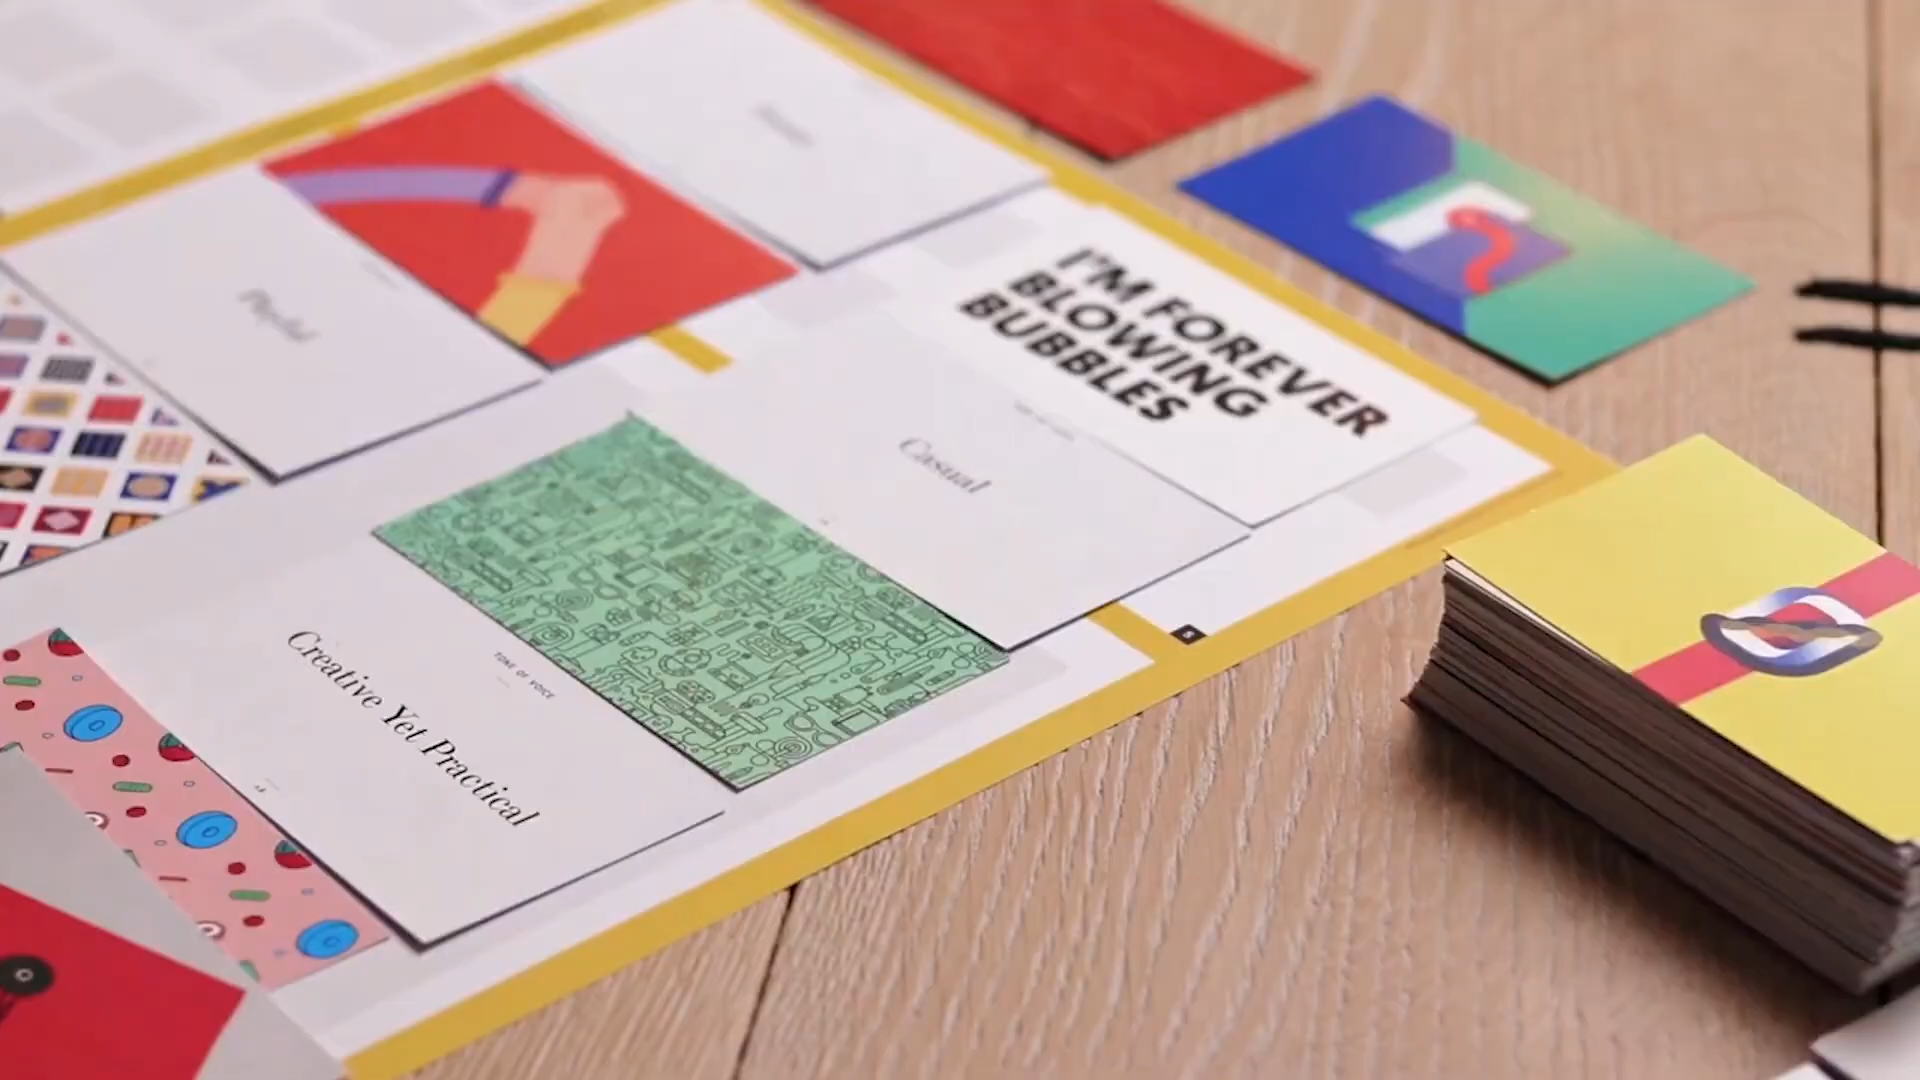 I'M FOREVER
BLOWING
BUBBLES
Playful
Casual
TONE OF VOICE
Creative Yet Practical